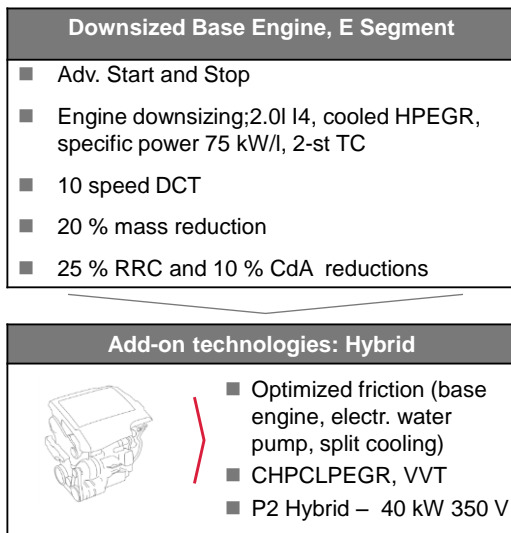 Downsized Base Engine, E Segment
■ Adv. Start and Stop
■ Engine downsizing;2.0l I4, cooled HPEGR,
specific power 75 kW/l, 2-st TC
■ 10 speed DCT
■ 20 % mass reduction
■ 25 % RRC and 10 % CdA reductions
Add-on technologies: Hybrid
■ Optimized friction (base
engine, electr. water
pump, split cooling)
■ CHPCLPEGR, VVT
■ P2 Hybrid – 40 kW 350 V